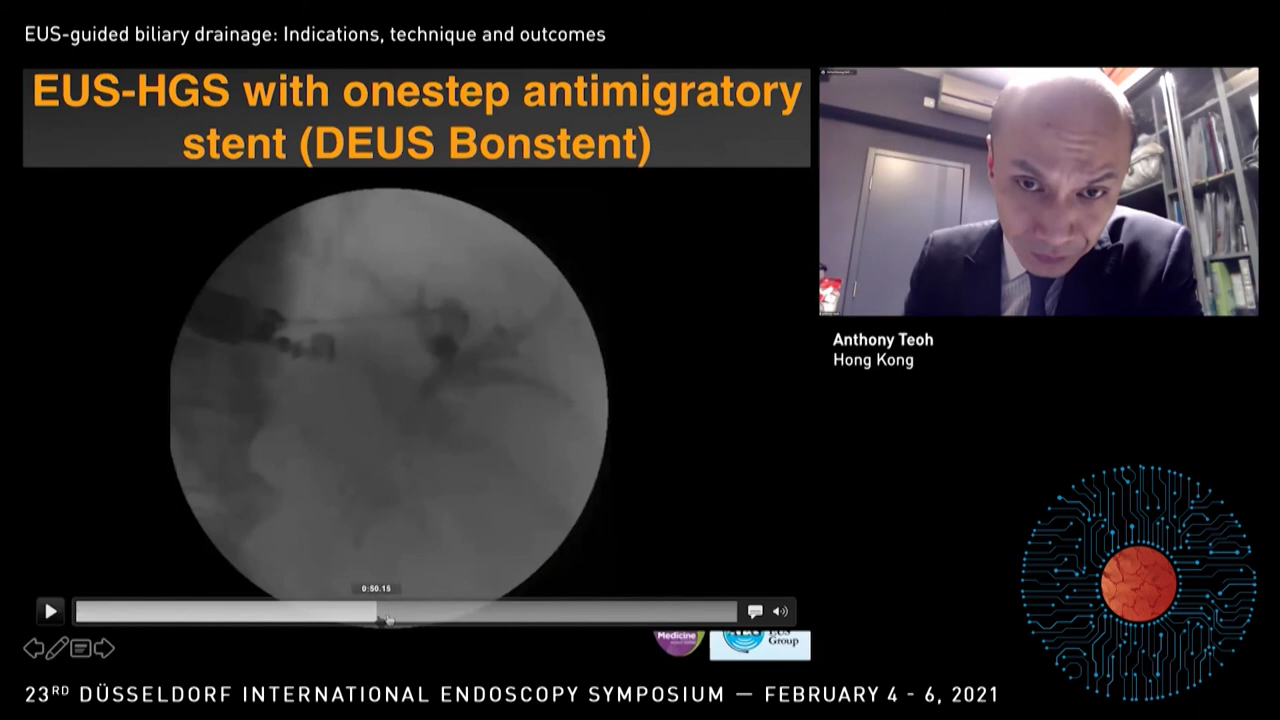 EUS-guided biliary drainage: Indications, technique and outcomes
EUS-HGS with onestep antimigratory
stent (DEUS Bonstent)
Anthony Teoh
Hong Kong
0:50.15
Medicine
EUS
Group
23RD DÜSSELDORF INTERNATIONAL ENDOSCOPY SYMPOSIUM — FEBRUARY 4 - 6, 2021